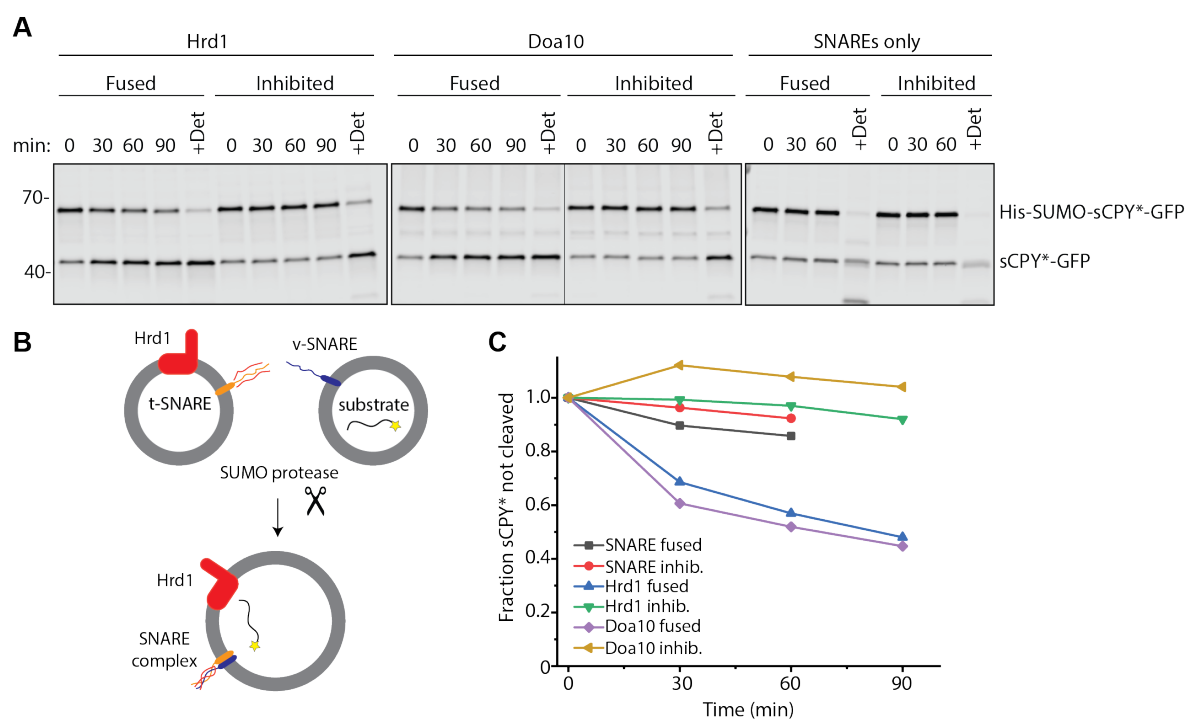 A
Hrd1 Doa10 SNAREs only
Fused Inhibited Fused Inhibited Fused Inhibited
min: 0 30 60 90 +Det 0 30 60 90 +Det 0 30 60 90 +Det 0 30 60 90 +Det 0 30 60 +Det 0 30 60 +Det
70-
His-SUMO-sCPY*-GFP
40-
sCPY*-GFP
B
Hrd1
v-SNARE
t-SNARE
substrate
SUMO protease
Hrd1
SNARE
complex
C
Fraction sCPY* not cleaved
1.0
0.8
0.6
0.4
0.2
0
SNARE fused
SNARE inhib.
Hrd1 fused
Hrd1 inhib.
Doa10 fused
Doa10 inhib.
0 30 60 90
Time (min)